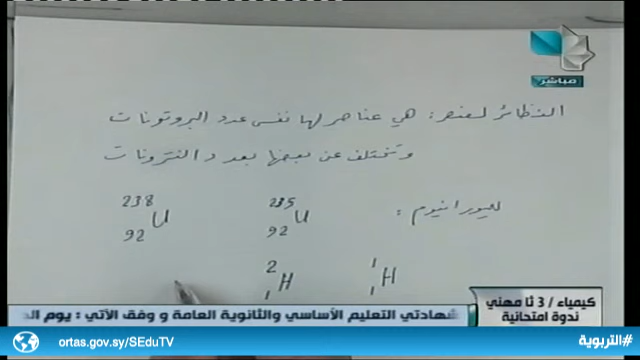 مباشر
النظائر لعنصر: هي عناصر لها نفس عدد البروتونات
وتختلف عن بعضها بعدد النترونات
لليورانيوم : 235 92 U 238 92 U
1 1 H 2 1 H
كيمياء / 3 ثا مهني
ندوة امتحانية
شهادتي التعليم الأساسي والثانوية العامة و وفق الآتي : يوم
#التربوية
ortas.gov.sy/SEduTV